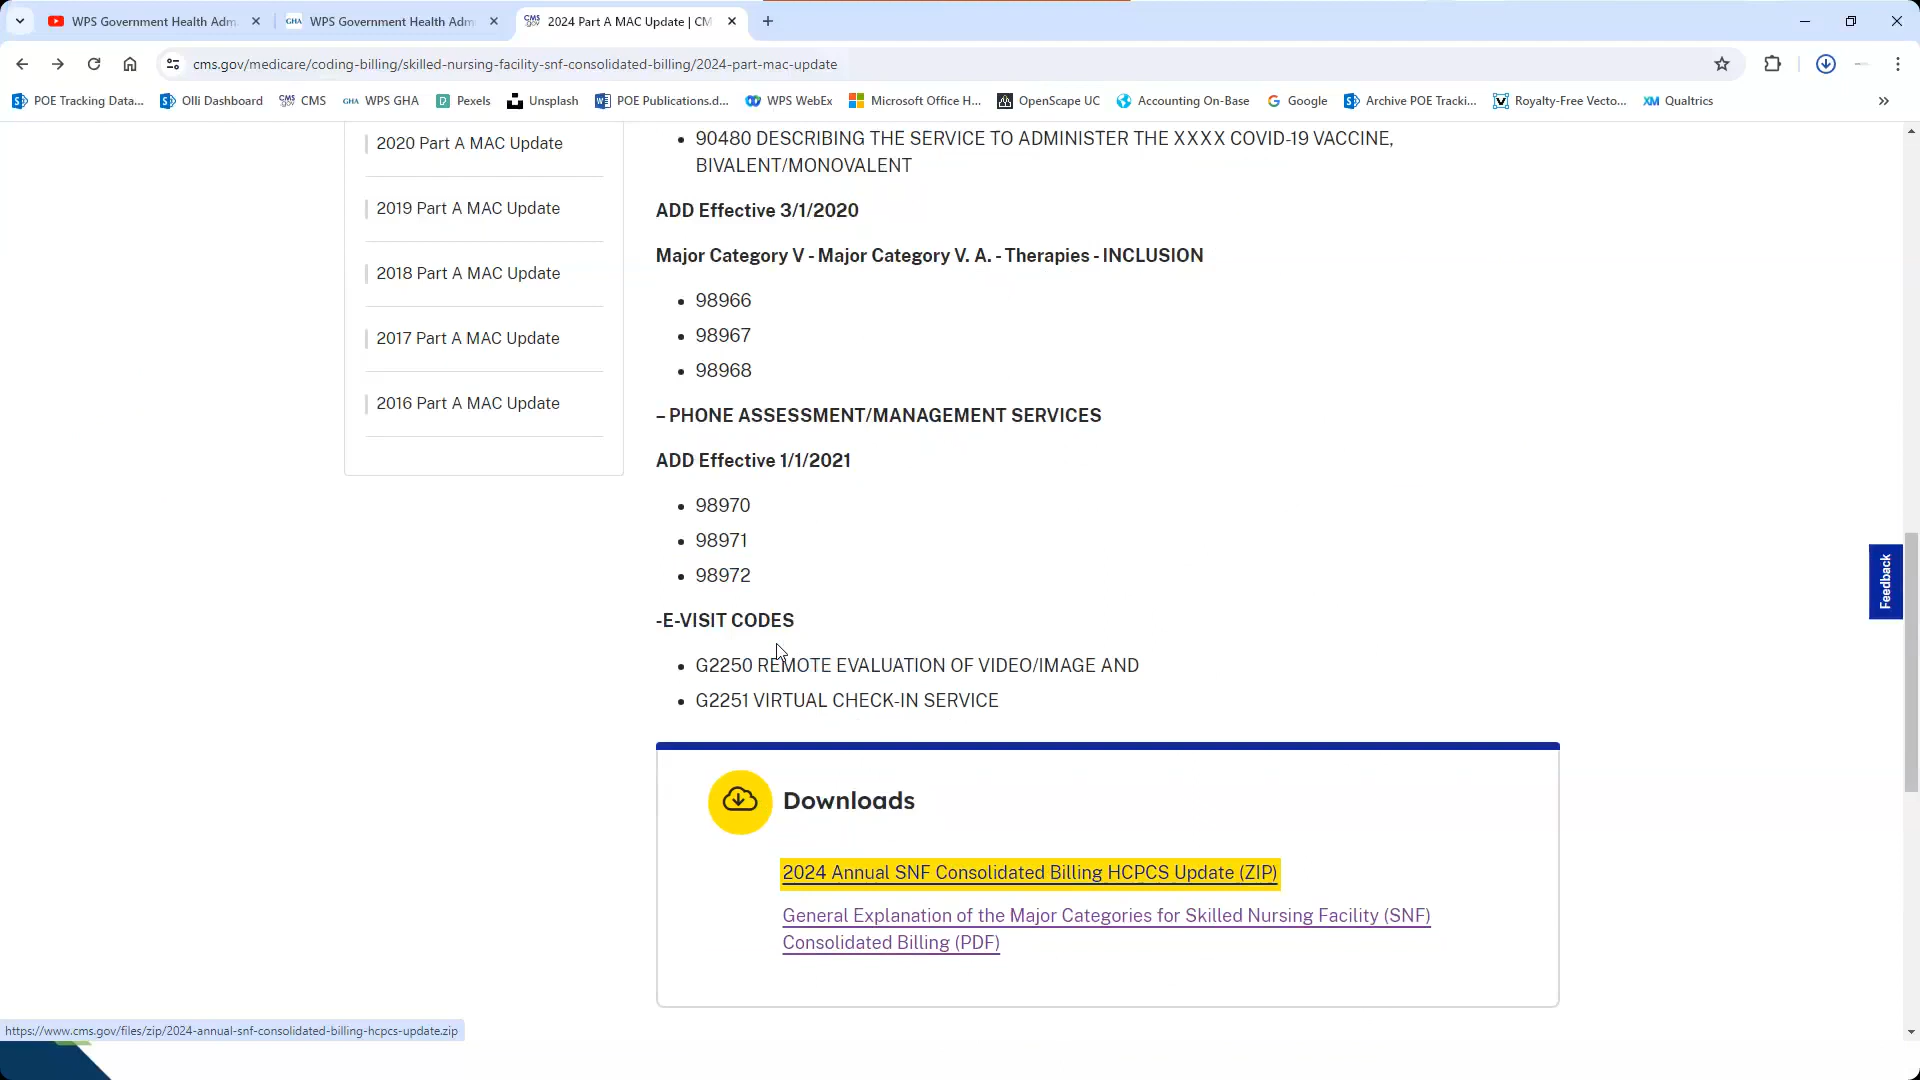 WPS Government Health Adm
WPS Government Health Adm
2024 Part A MAC Update | CM
cms.gov/medicare/coding-billing/skilled-nursing-facility-snf-consolidated-billing/2024-part-mac-update
POE Tracking Data...
Olli Dashboard
CMS
WPS GHA
Pexels
Unsplash
POE Publications.d...
WPS WebEx
Microsoft Office H...
OpenScape UC
Accounting On-Base
Google
Archive POE Tracki...
Royalty-Free Vecto...
XM Qualtrics
2020 Part A MAC Update
2019 Part A MAC Update
2018 Part A MAC Update
2017 Part A MAC Update
2016 Part A MAC Update
90480 DESCRIBING THE SERVICE TO ADMINISTER THE XXXX COVID-19 VACCINE,
BIVALENT/MONOVALENT
ADD Effective 3/1/2020
Major Category V - Major Category V. A. - Therapies - INCLUSION
98966
98967
98968
– PHONE ASSESSMENT/MANAGEMENT SERVICES
ADD Effective 1/1/2021
98970
98971
98972
-E-VISIT CODES
G2250 REMOTE EVALUATION OF VIDEO/IMAGE AND
G2251 VIRTUAL CHECK-IN SERVICE
Downloads
2024 Annual SNF Consolidated Billing HCPCS Update (ZIP)
General Explanation of the Major Categories for Skilled Nursing Facility (SNF)
Consolidated Billing (PDF)
Feedback
https://www.cms.gov/files/zip/2024-annual-snf-consolidated-billing-hcpcs-update.zip